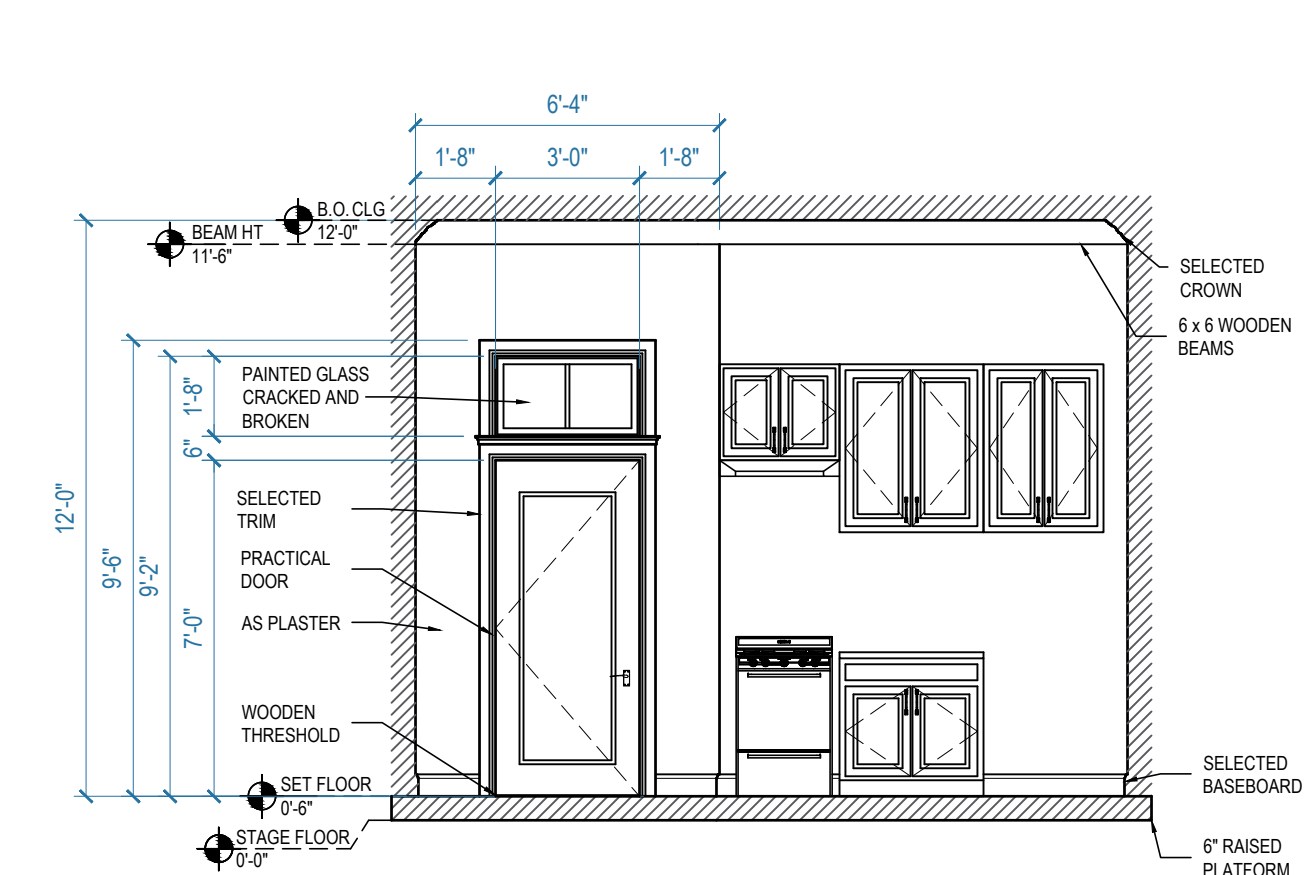 6'-4"
1'-8"
3'-0"
1'-8"
B.O. CLG
12'-0"
BEAM HT
11'-6"
SELECTED
CROWN
6 x 6 WOODEN
BEAMS
PAINTED GLASS
CRACKED AND
BROKEN
1'-8"
6"
12'-0"
9'-6"
9'-2"
7'-0"
SELECTED
TRIM
PRACTICAL
DOOR
AS PLASTER
WOODEN
THRESHOLD
SET FLOOR
0'-6"
STAGE FLOOR
0'-0"
SELECTED
BASEBOARD
6" RAISED
PLATFORM